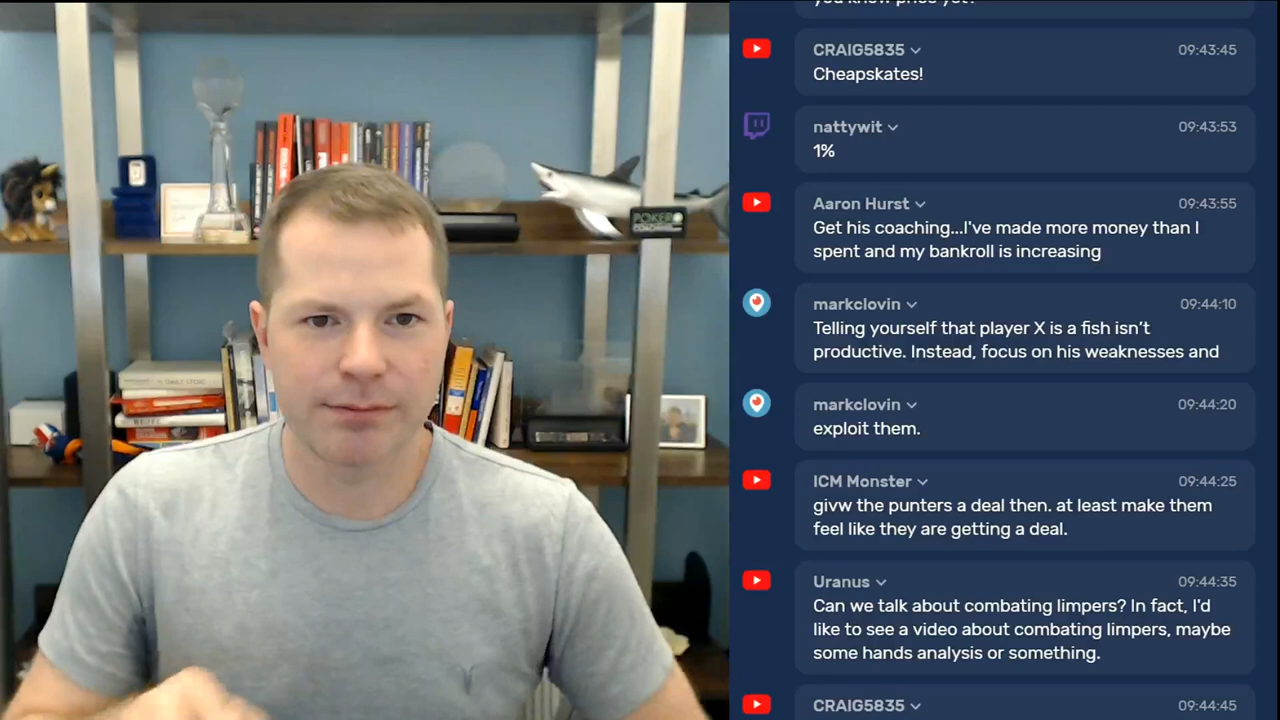 POKER
COACHING
CRAIG5835
09:43:45
Cheapskates!
nattywit
09:43:53
1%
Aaron Hurst
09:43:55
Get his coaching...I've made more money than I
spent and my bankroll is increasing
markclovin
09:44:10
Telling yourself that player X is a fish isn't
productive. Instead, focus on his weaknesses and
markclovin
09:44:20
exploit them.
ICM Monster
09:44:25
givw the punters a deal then. at least make them
feel like they are getting a deal.
Uranus
09:44:35
Can we talk about combating limpers? In fact, I'd
like to see a video about combating limpers, maybe
some hands analysis or something.
CRAIG5835
09:44:45